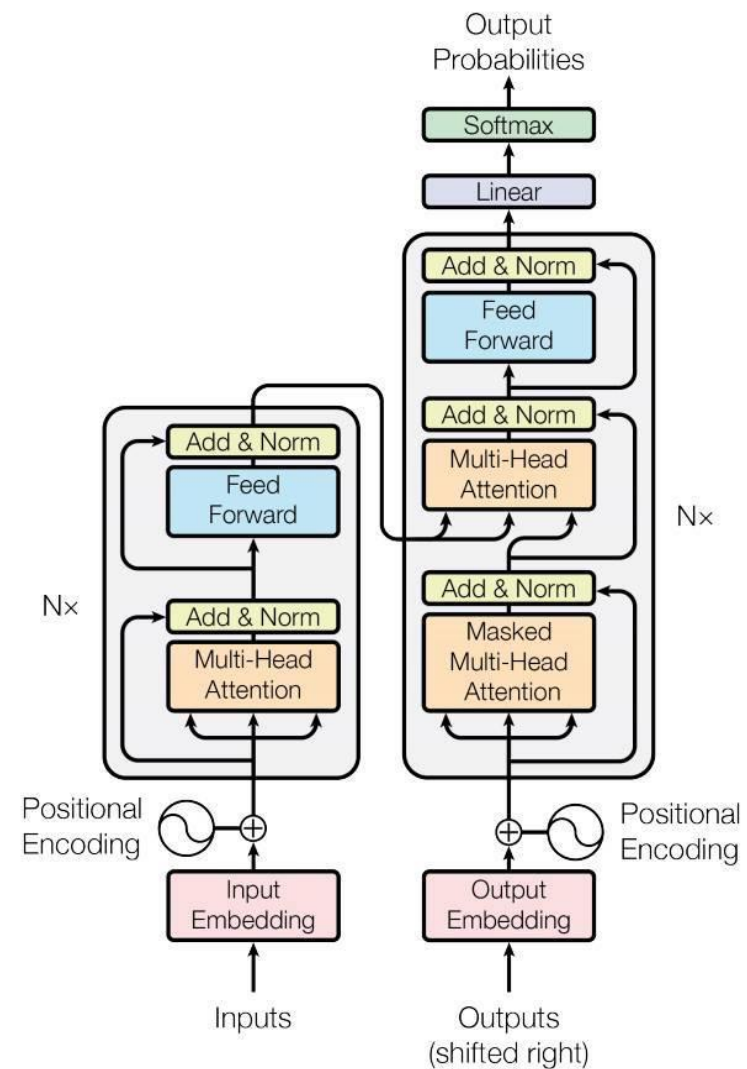 Output
Probabilities
Softmax
Linear
Add & Norm
Feed
Forward
Add & Norm
Multi-Head
Attention
Add & Norm
Masked
Multi-Head
Attention
Nx
Add & Norm
Feed
Forward
Add & Norm
Multi-Head
Attention
Nx
Positional
Encoding
Positional
Encoding
Input
Embedding
Output
Embedding
Inputs
Outputs
(shifted right)